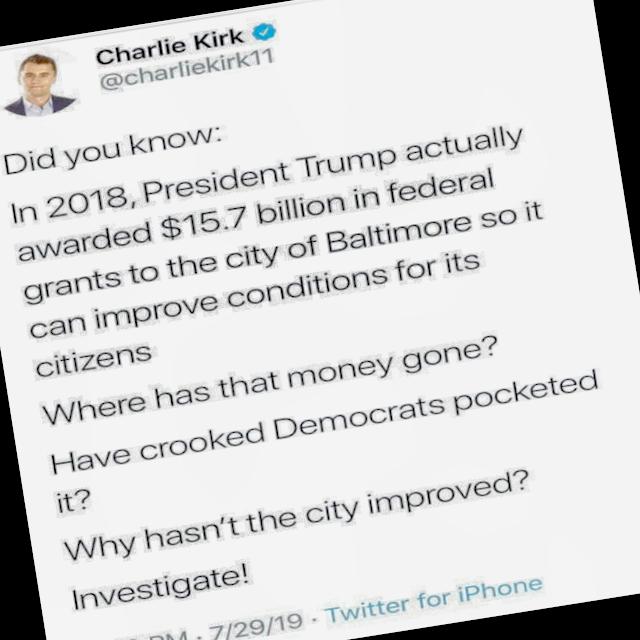 Charlie Kirk
@charliekirk11
Did you know:
In 2018, President Trump actually
awarded $15.7 billion in federal
grants to the city of Baltimore so it
can improve conditions for its
citizens
Where has that money gone?
Have crooked Democrats pocketed
it?
Why hasn't the city improved?
Investigate!
PM · 7/29/19 · Twitter for iPhone